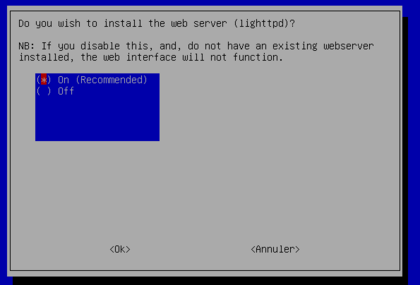 Do you wish to install the web server (lighttpd)?
NB: If you disable this, and, do not have an existing webserver
installed, the web interface will not function.
(*) On (Recommended)
( ) Off
<Ok> <Annuler>